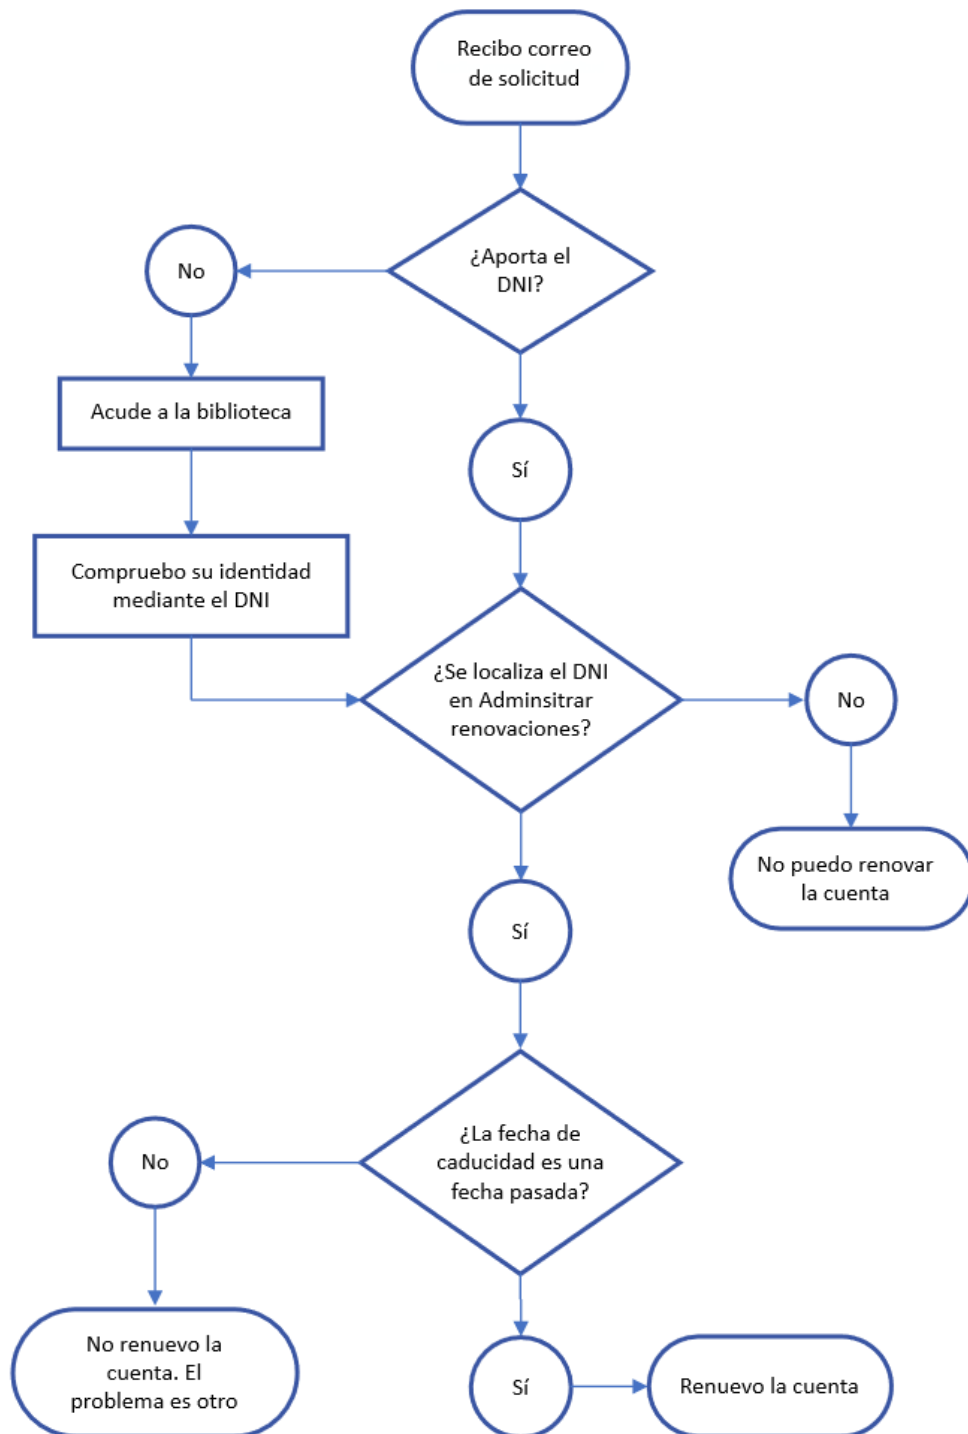 Recibo correo
de solicitud
¿Aporta el
DNI?
No
Acude a la biblioteca
Sí
Compruebo su identidad
mediante el DNI
¿Se localiza el DNI
en Adminsitrar
renovaciones?
No
No puedo renovar
la cuenta
Sí
¿La fecha de
caducidad es una
fecha pasada?
No
No renuevo la
cuenta. El
problema es otro
Sí
Renuevo la cuenta